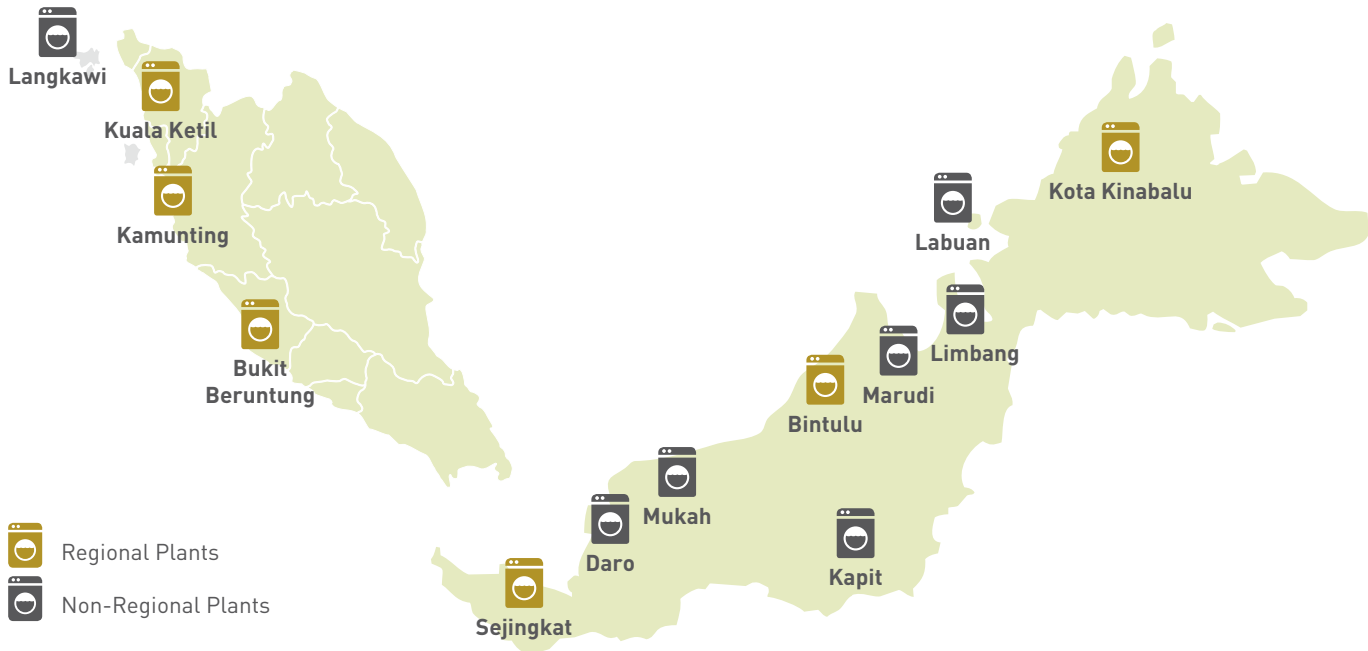 Langkawi
Kuala Ketil
Kamunting
Bukit
Beruntung
Kota Kinabalu
Labuan
Limbang
Marudi
Bintulu
Mukah
Daro
Kapit
Sejingkat
Regional Plants
Non-Regional Plants